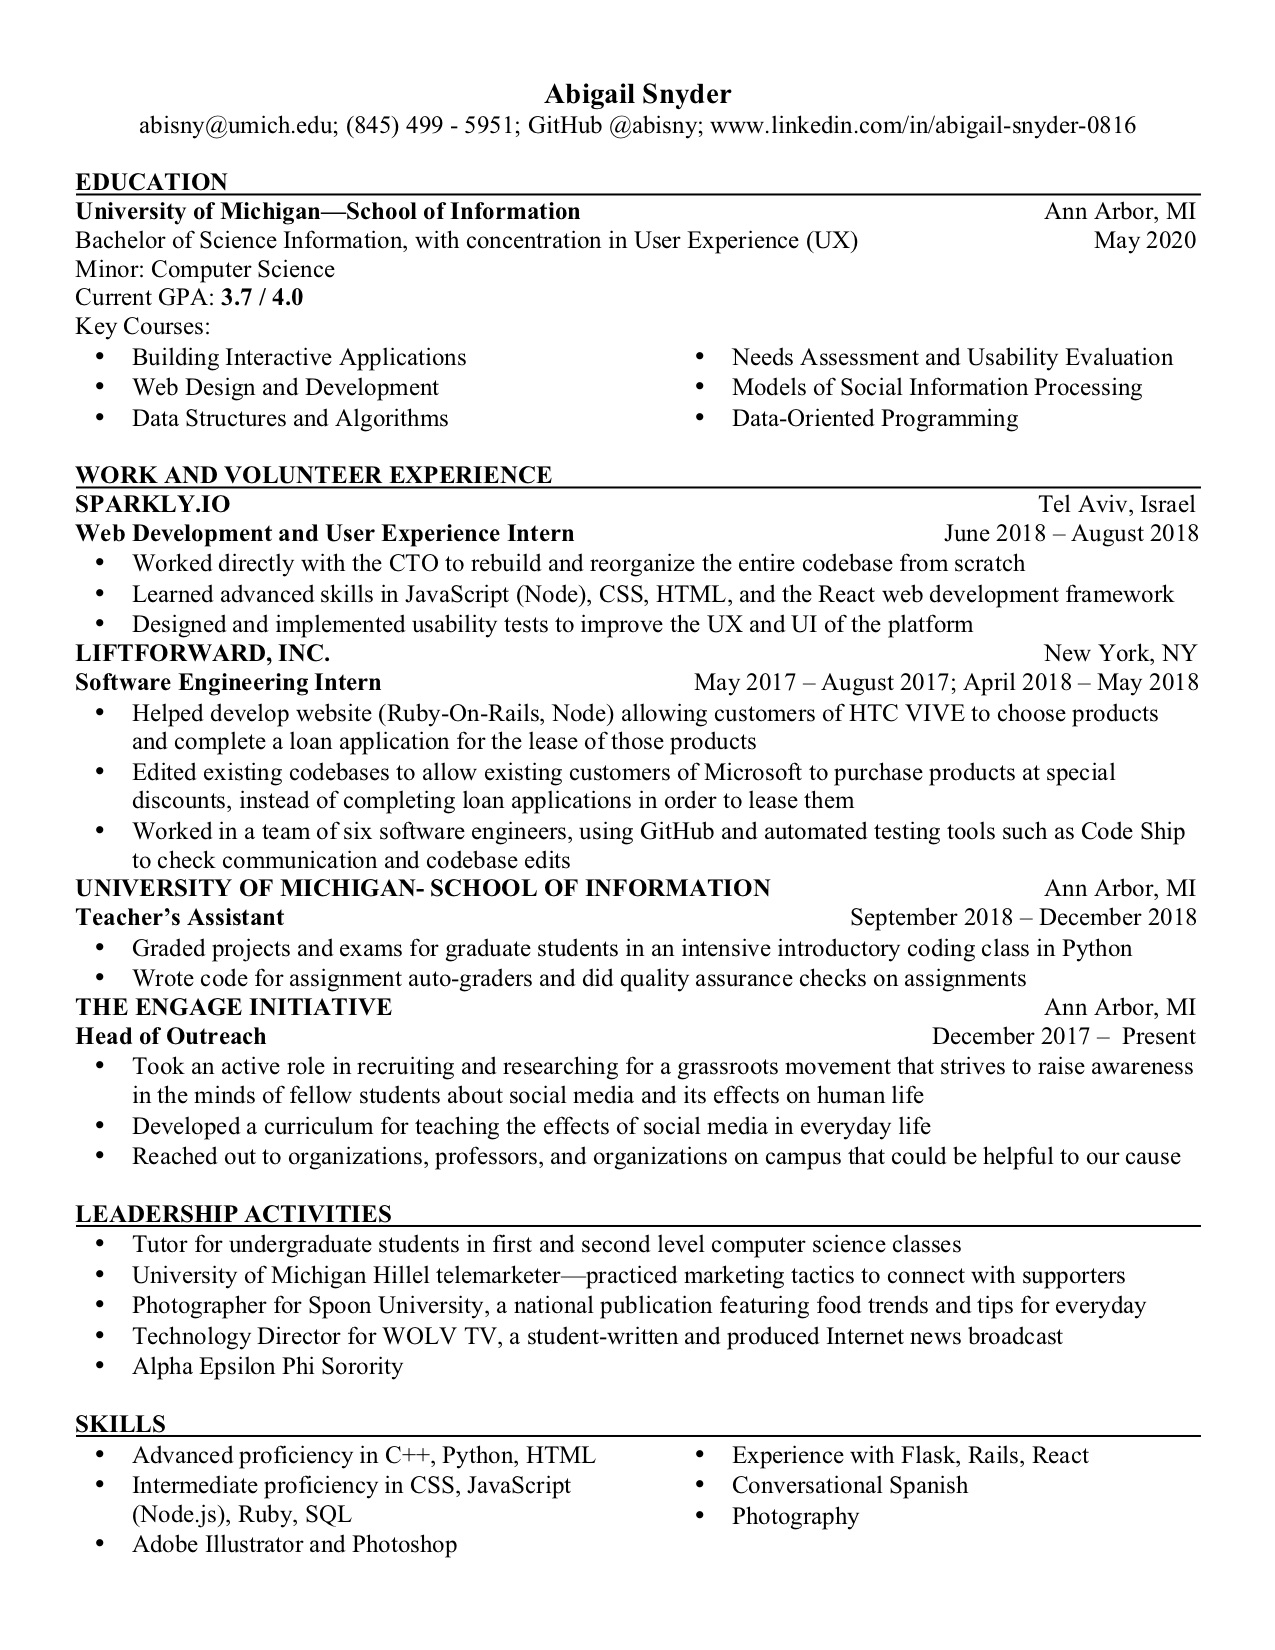 Abigail Snyder
abisny@umich.edu; (845) 499 - 5951; GitHub @abisny; www.linkedin.com/in/abigail-snyder-0816
EDUCATION
University of Michigan—School of Information Ann Arbor, MI
Bachelor of Science Information, with concentration in User Experience (UX) May 2020
Minor: Computer Science
Current GPA: 3.7 / 4.0
Key Courses:
• Building Interactive Applications
• Web Design and Development
• Data Structures and Algorithms
• Needs Assessment and Usability Evaluation
• Models of Social Information Processing
• Data-Oriented Programming
WORK AND VOLUNTEER EXPERIENCE
SPARKLY.IO Tel Aviv, Israel
Web Development and User Experience Intern June 2018 – August 2018
• Worked directly with the CTO to rebuild and reorganize the entire codebase from scratch
• Learned advanced skills in JavaScript (Node), CSS, HTML, and the React web development framework
• Designed and implemented usability tests to improve the UX and UI of the platform
LIFTFORWARD, INC. New York, NY
Software Engineering Intern May 2017 – August 2017; April 2018 – May 2018
• Helped develop website (Ruby-On-Rails, Node) allowing customers of HTC VIVE to choose products
and complete a loan application for the lease of those products
• Edited existing codebases to allow existing customers of Microsoft to purchase products at special
discounts, instead of completing loan applications in order to lease them
• Worked in a team of six software engineers, using GitHub and automated testing tools such as Code Ship
to check communication and codebase edits
UNIVERSITY OF MICHIGAN- SCHOOL OF INFORMATION Ann Arbor, MI
Teacher’s Assistant September 2018 – December 2018
• Graded projects and exams for graduate students in an intensive introductory coding class in Python
• Wrote code for assignment auto-graders and did quality assurance checks on assignments
THE ENGAGE INITIATIVE Ann Arbor, MI
Head of Outreach December 2017 – Present
• Took an active role in recruiting and researching for a grassroots movement that strives to raise awareness
in the minds of fellow students about social media and its effects on human life
• Developed a curriculum for teaching the effects of social media in everyday life
• Reached out to organizations, professors, and organizations on campus that could be helpful to our cause
LEADERSHIP ACTIVITIES
• Tutor for undergraduate students in first and second level computer science classes
• University of Michigan Hillel telemarketer—practiced marketing tactics to connect with supporters
• Photographer for Spoon University, a national publication featuring food trends and tips for everyday
• Technology Director for WOLV TV, a student-written and produced Internet news broadcast
• Alpha Epsilon Phi Sorority
SKILLS
• Advanced proficiency in C++, Python, HTML
• Intermediate proficiency in CSS, JavaScript
(Node.js), Ruby, SQL
• Adobe Illustrator and Photoshop
• Experience with Flask, Rails, React
• Conversational Spanish
• Photography